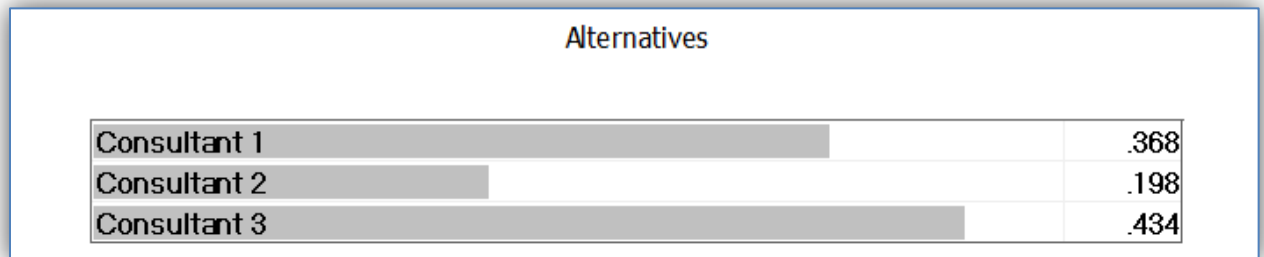 Alternatives
Consultant 1 .368
Consultant 2 .198
Consultant 3 .434